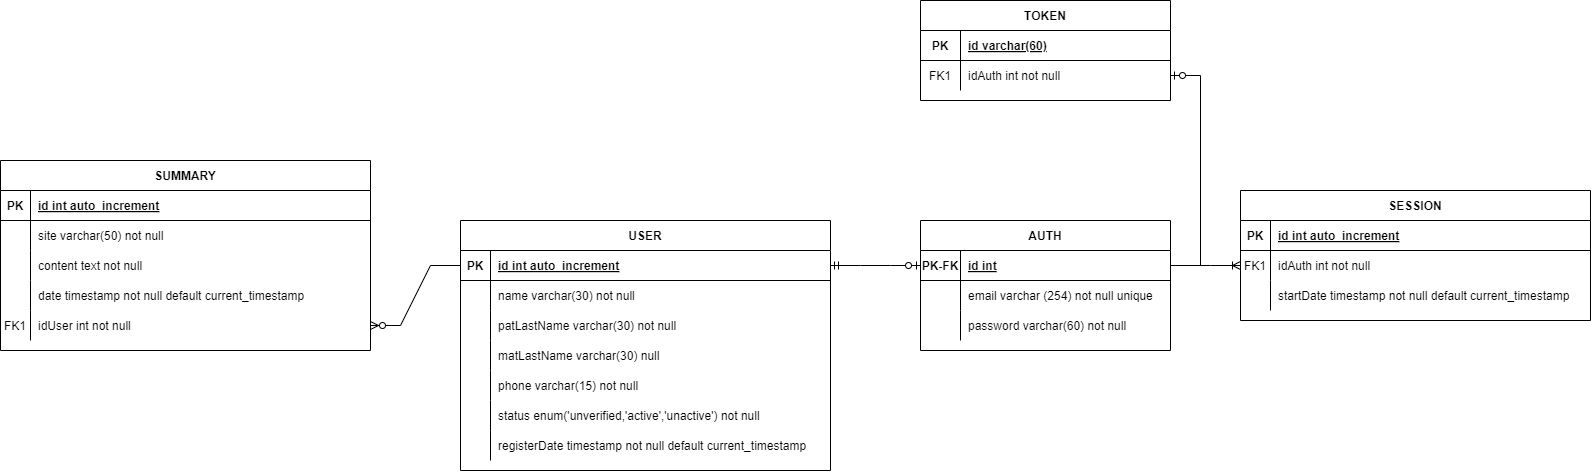 TOKEN
PK id varchar(60)
FK1 idAuth int not null
SUMMARY
PK id int auto_increment
site varchar(50) not null
content text not null
date timestamp not null default current_timestamp
FK1 idUser int not null
USER
PK id int auto_increment
name varchar(30) not null
patLastName varchar(30) not null
matLastName varchar(30) null
phone varchar(15) not null
status enum('unverified,'active','unactive') not null
registerDate timestamp not null default current_timestamp
AUTH
PK-FK id int
email varchar (254) not null unique
password varchar(60) not null
SESSION
PK id int auto_increment
FK1 idAuth int not null
startDate timestamp not null default current_timestamp